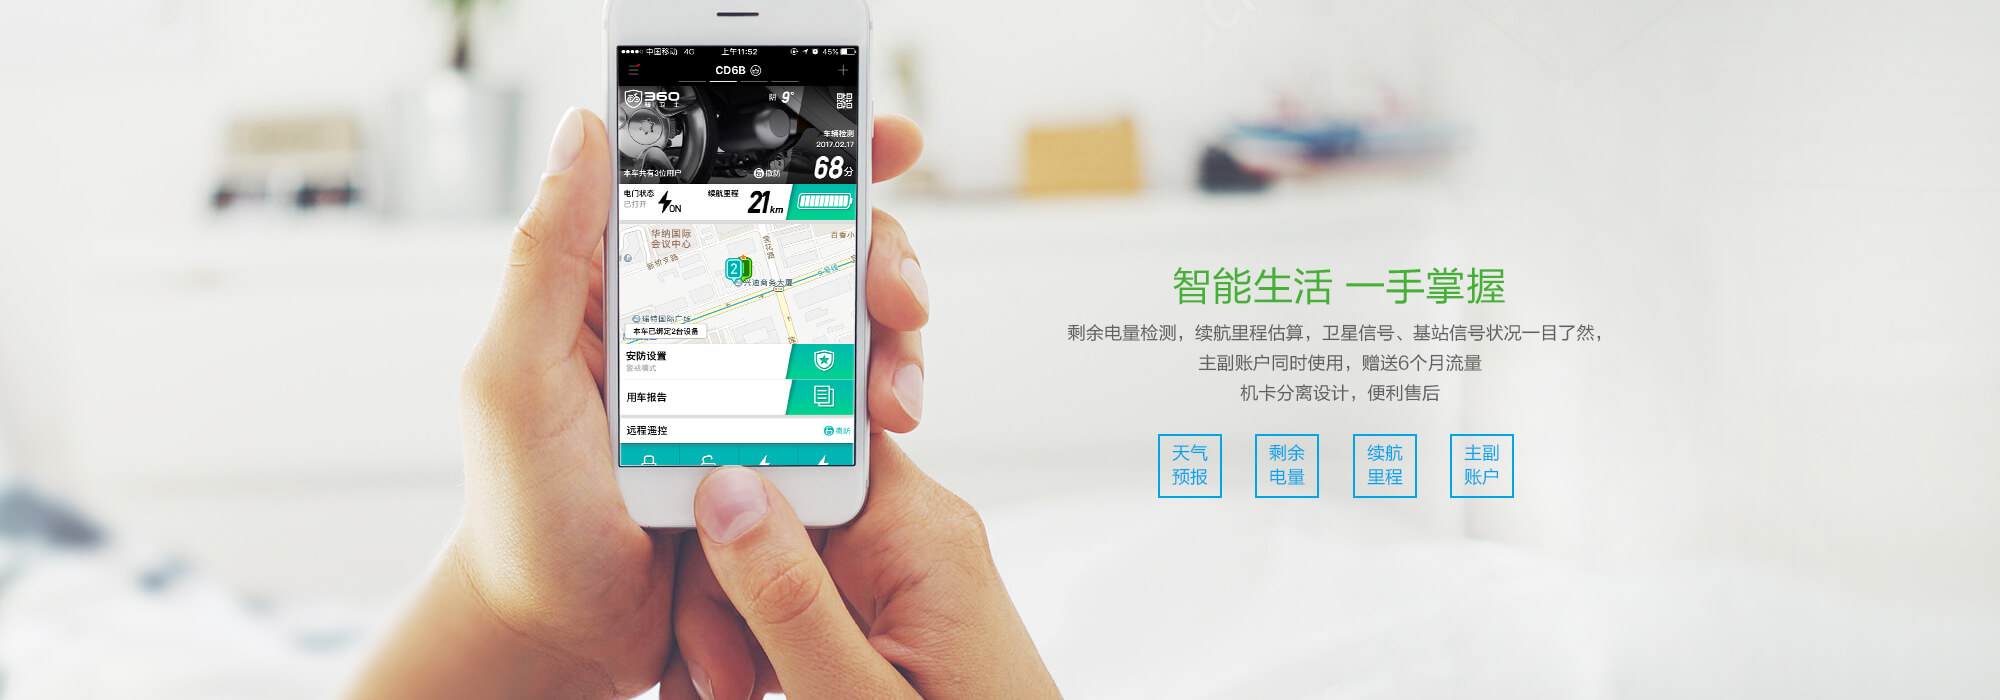 中国移动 4G 上午11:52 45%
CD6B
360
骑卫士
阴 9°
车辆检测
2017.02.17
68分
本车共有3位用户
撤防
电门状态
已打开
ON
续航里程
21km
华纳国际
会议中心
新桥支路
百香小
2
兴迪商务大厦
瑞特国际广场
本车已绑定2台设备
安防设置
警戒模式
用车报告
远程遥控
撤防
智能生活 一手掌握
剩余电量检测，续航里程估算，卫星信号、基站信号状况一目了然，
主副账户同时使用，赠送6个月流量
机卡分离设计，便利售后
天气
预报
剩余
电量
续航
里程
主副
账户